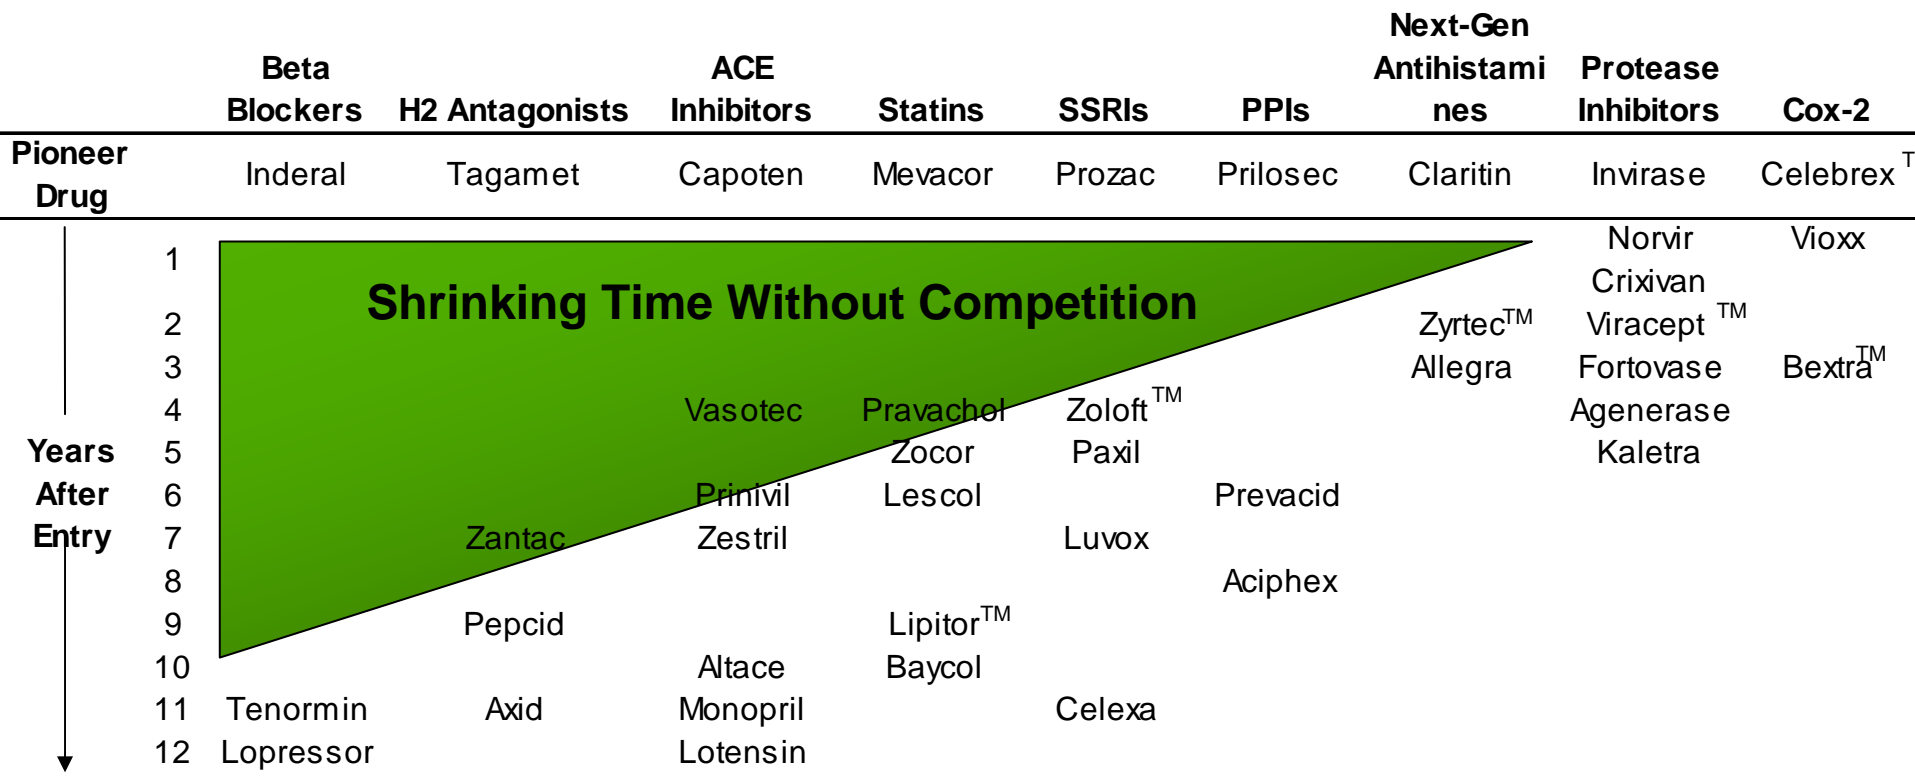 Next-Gen
Beta ACE Antihistami Protease
Blockers H2 Antagonists Inhibitors Statins SSRIs PPIs nes Inhibitors Cox-2
Pioneer
Drug Inderal Tagamet Capoten Mevacor Prozac Prilosec Claritin Invirase Celebrex T
1 Norvir Vioxx
Shrinking Time Without Competition Crixivan
2 Zyrtec™ Viracept ™
3 Allegra Fortovase Bextra™
4 Vasotec Pravachol Zoloft ™ Agenerase
Years 5 Zocor Paxil Kaletra
After 6 Prinivil Lescol Prevacid
Entry 7 Zantac Zestril Luvox
8 Aciphex
9 Pepcid Lipitor™
10 Altace Baycol
11 Tenormin Axid Monopril Celexa
12 Lopressor Lotensin